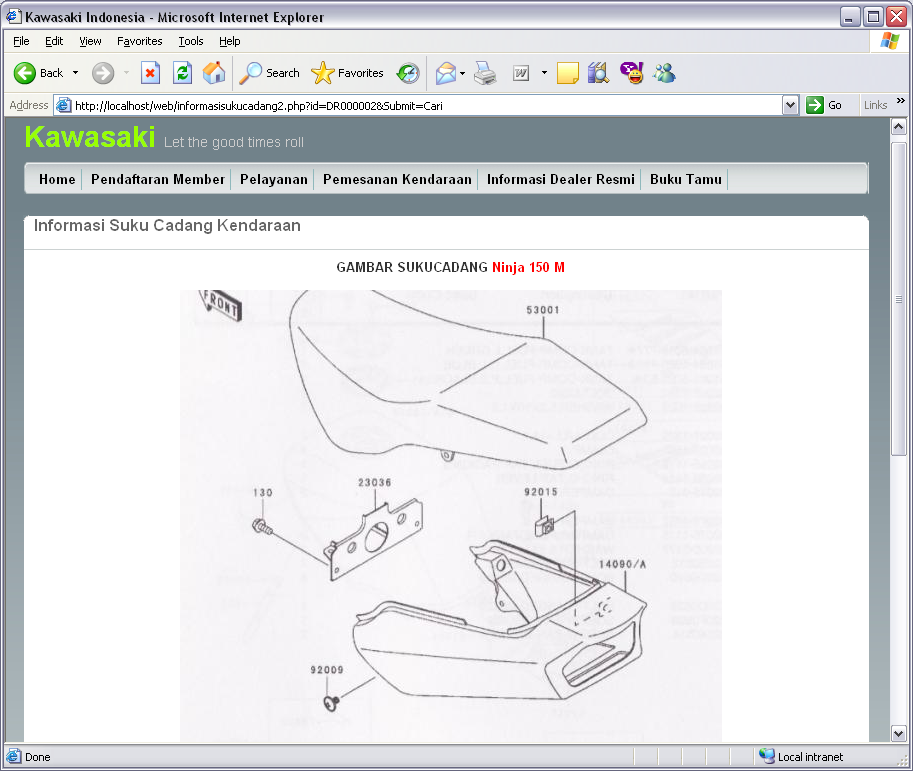 Kawasaki Indonesia - Microsoft Internet Explorer
File Edit View Favorites Tools Help
Back Search Favorites
Address http://localhost/web/informasisukucadang2.php?id=DR000002&Submit=Cari Go Links »
Kawasaki Let the good times roll
Home Pendaftaran Member Pelayanan Pemesanan Kendaraan Informasi Dealer Resmi Buku Tamu
Informasi Suku Cadang Kendaraan
GAMBAR SUKUCADANG Ninja 150 M
FRONT
53001
23036
130
92015
14090/A
92009
Done Local intranet